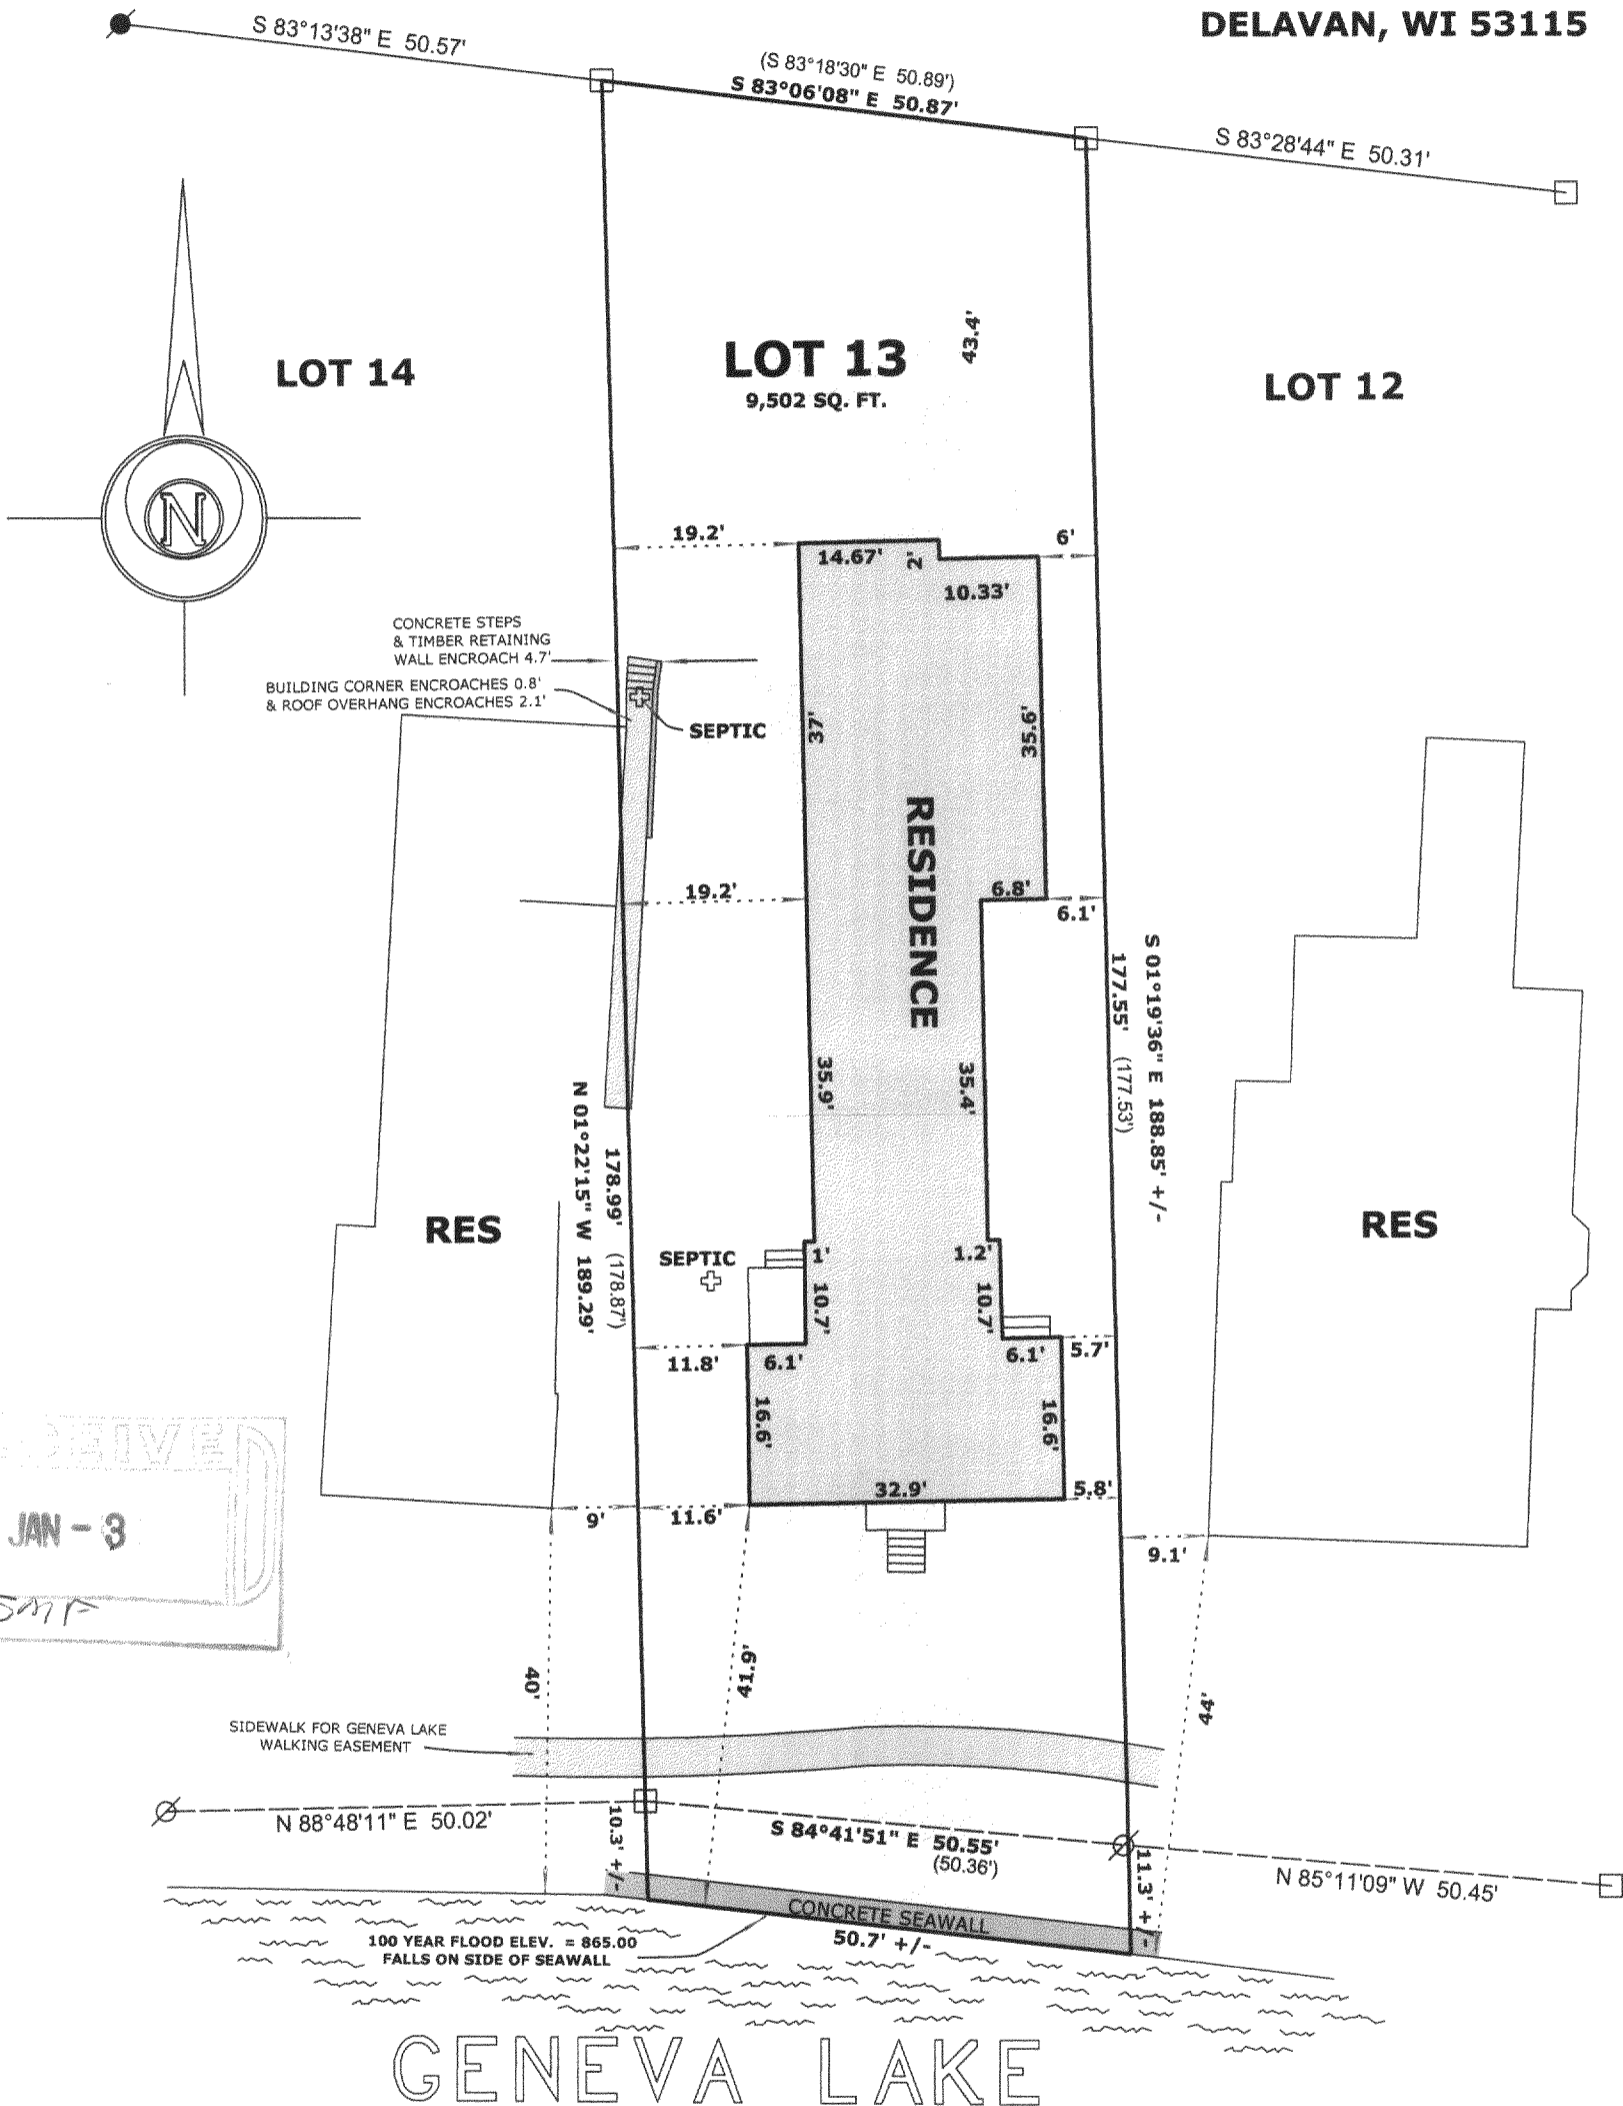 DELAVAN, WI 53115
S 83°13'38" E 50.57'
(S 83°18'30" E 50.89')
S 83°06'08" E 50.87'
S 83°28'44" E 50.31'
LOT 14
LOT 13
9,502 SQ. FT.
43.4'
LOT 12
N
19.2'
14.67'
2'
10.33'
6'
CONCRETE STEPS
& TIMBER RETAINING
WALL ENCROACH 4.7'
BUILDING CORNER ENCROACHES 0.8'
& ROOF OVERHANG ENCROACHES 2.1'
SEPTIC
37'
35.6'
RESIDENCE
19.2'
6.8'
6.1'
S 01°19'36" E 188.85' +/-
177.55' (177.53')
35.9'
35.4'
N 01°22'15" W 189.29'
178.99' (178.87')
RES
RES
SEPTIC
1'
1.2'
10.7'
10.7'
11.8'
6.1'
6.1'
5.7'
16.6'
16.6'
32.9'
5.8'
9'
11.6'
9.1'
JAN - 3
40'
41.9'
44'
SIDEWALK FOR GENEVA LAKE
WALKING EASEMENT
N 88°48'11" E 50.02'
10.3' +/-
S 84°41'51" E 50.55'
(50.36')
11.3' +/-
N 85°11'09" W 50.45'
CONCRETE SEAWALL
50.7' +/-
100 YEAR FLOOD ELEV. = 865.00
FALLS ON SIDE OF SEAWALL
GENEVA LAKE